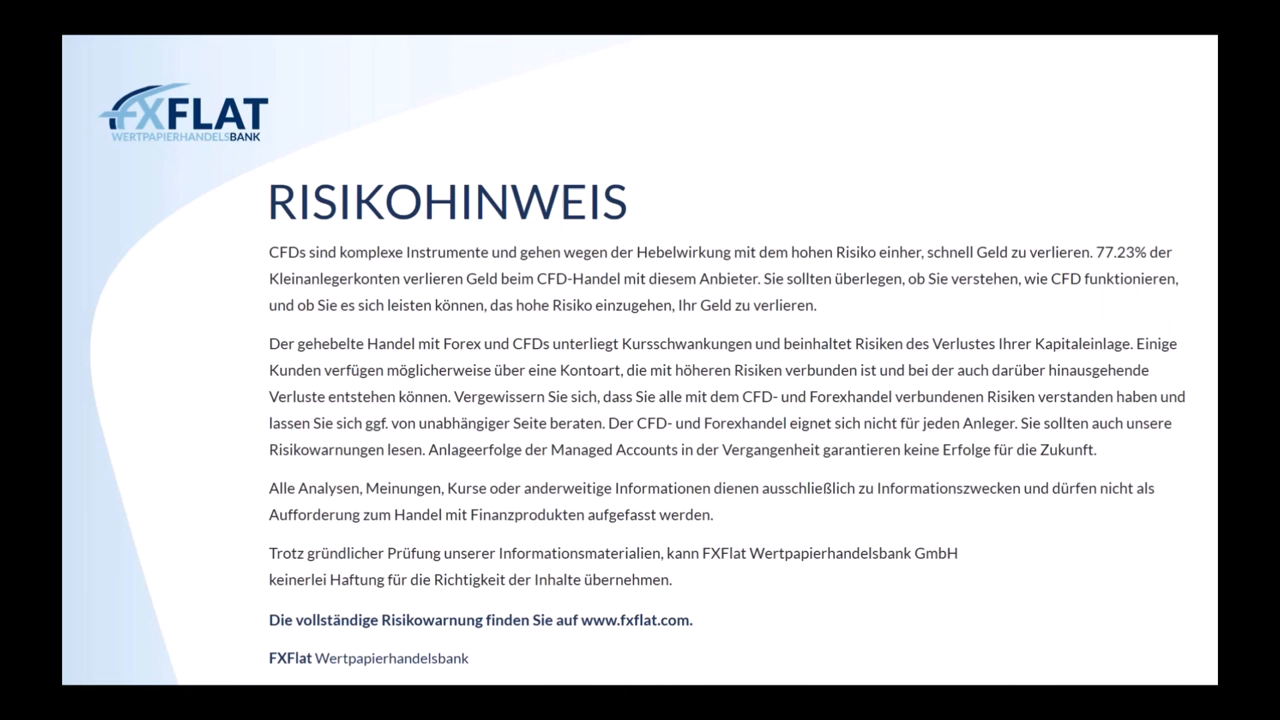 FXFLAT
WERTPAPIERHANDELSBANK
RISIKOHINWEIS
CFDs sind komplexe Instrumente und gehen wegen der Hebelwirkung mit dem hohen Risiko einher, schnell Geld zu verlieren. 77.23% der
Kleinanlegerkonten verlieren Geld beim CFD-Handel mit diesem Anbieter. Sie sollten überlegen, ob Sie verstehen, wie CFD funktionieren,
und ob Sie es sich leisten können, das hohe Risiko einzugehen, Ihr Geld zu verlieren.
Der gehebelte Handel mit Forex und CFDs unterliegt Kursschwankungen und beinhaltet Risiken des Verlustes Ihrer Kapitaleinlage. Einige
Kunden verfügen möglicherweise über eine Kontoart, die mit höheren Risiken verbunden ist und bei der auch darüber hinausgehende
Verluste entstehen können. Vergewissern Sie sich, dass Sie alle mit dem CFD- und Forexhandel verbundenen Risiken verstanden haben und
lassen Sie sich ggf. von unabhängiger Seite beraten. Der CFD- und Forexhandel eignet sich nicht für jeden Anleger. Sie sollten auch unsere
Risikowarnungen lesen. Anlageerfolge der Managed Accounts in der Vergangenheit garantieren keine Erfolge für die Zukunft.
Alle Analysen, Meinungen, Kurse oder anderweitige Informationen dienen ausschließlich zu Informationszwecken und dürfen nicht als
Aufforderung zum Handel mit Finanzprodukten aufgefasst werden.
Trotz gründlicher Prüfung unserer Informationsmaterialien, kann FXFlat Wertpapierhandelsbank GmbH
keinerlei Haftung für die Richtigkeit der Inhalte übernehmen.
Die vollständige Risikowarnung finden Sie auf www.fxflat.com.
FXFlat Wertpapierhandelsbank